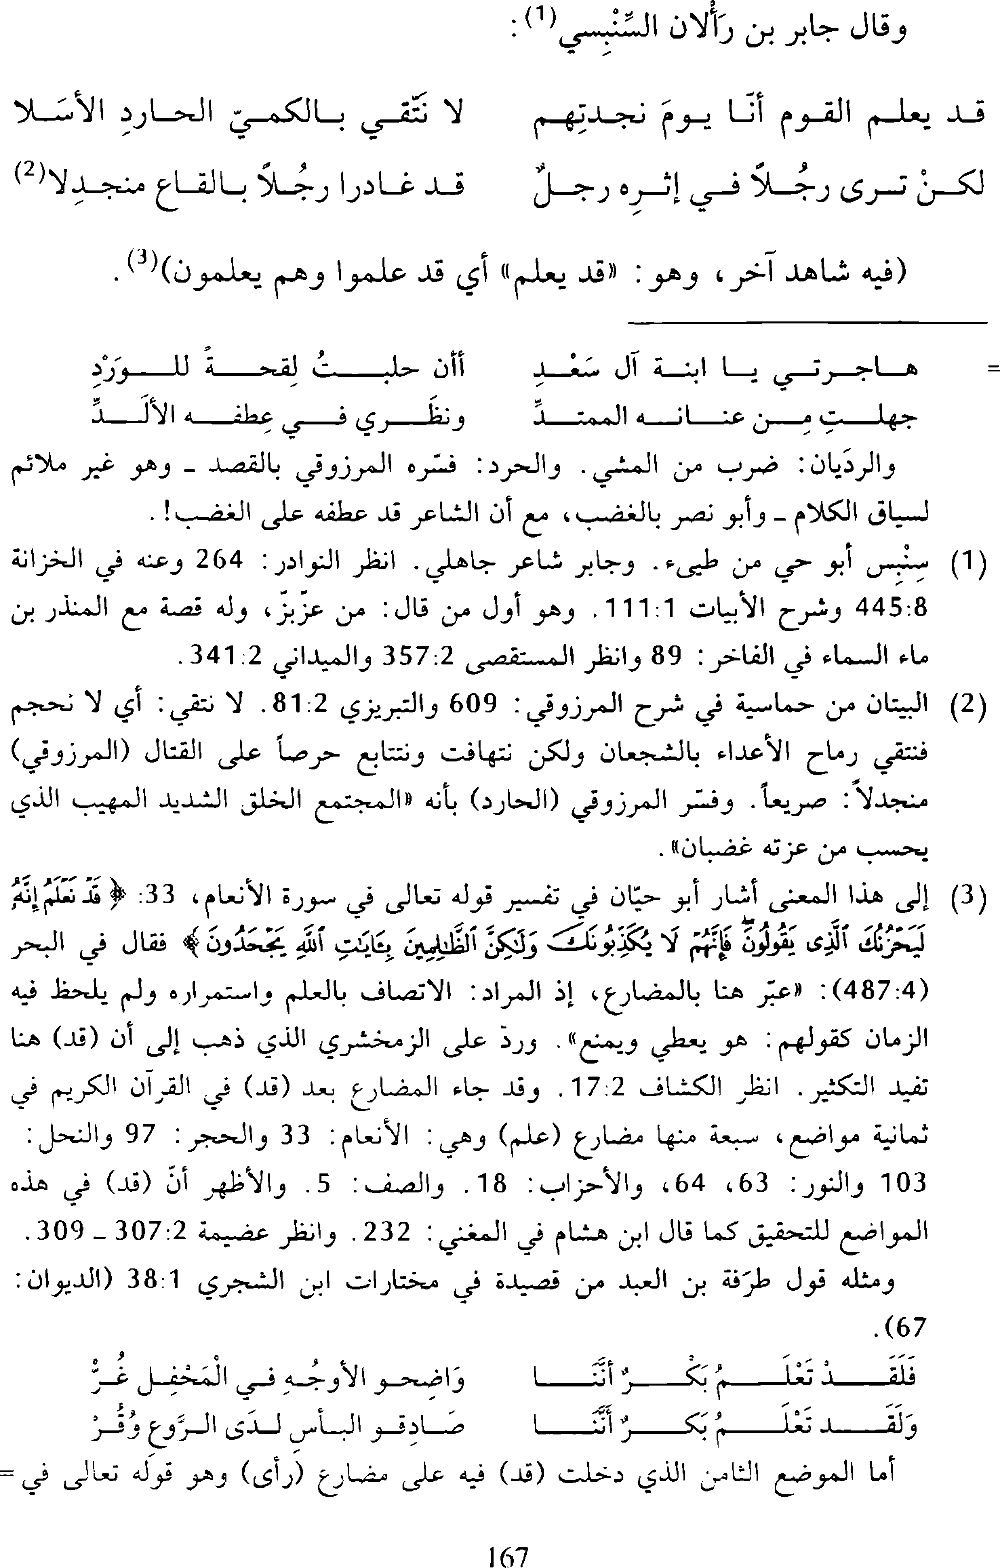 وقال جابر بن رَأْلان السِّنْبِسي(1) :
قد يعلم القوم أنّا يومَ نجدتِهم لا نَتَّقي بالكميّ الحاردِ الأسَلا
لكنْ ترى رجُلاً في إثرِه رجلٌ قد غادرا رجُلاً بالقاع منجدِلا(2)
(فيه شاهد آخر، وهو: «قد يعلم» أي قد علموا وهم يعلمون)(3).
= هاجرتي يا ابنة آل سَعْدِ أأن حلبتُ لِقحةً للوَرْدِ
جهلتِ مِن عنانه الممتدِّ ونظَري في عِطفه الألَدِّ
والردَيان: ضرب من المشي. والحرد: فسّره المرزوقي بالقصد - وهو غير ملائم
لسياق الكلام - وأبو نصر بالغضب، مع أن الشاعر قد عطفه على الغضب!.
(1) سِنْبِس أبو حي من طيىء. وجابر شاعر جاهلي. انظر النوادر: 264 وعنه في الخزانة
445:8 وشرح الأبيات 111:1. وهو أول من قال: من عزّ بزّ، وله قصة مع المنذر بن
ماء السماء في الفاخر: 89 وانظر المستقصى 357:2 والميداني 341:2.
(2) البيتان من حماسية في شرح المرزوقي: 609 والتبريزي 81:2. لا نتقي: أي لا نحجم
فنتقي رماح الأعداء بالشجعان ولكن نتهافت ونتتابع حرصاً على القتال (المرزوقي)
منجدلاً: صريعاً. وفسّر المرزوقي (الحارد) بأنه «المجتمع الخلق الشديد المهيب الذي
يحسب من عزته غضبان».
(3) إلى هذا المعنى أشار أبو حيّان في تفسير قوله تعالى في سورة الأنعام، 33: ﴿قَدْ نَعْلَمُ إِنَّهُ
لَيَحْزُنُكَ ٱلَّذِى يَقُولُونَ فَإِنَّهُمْ لَا يُكَذِّبُونَكَ وَلَٰكِنَّ ٱلظَّٰلِمِينَ بِـَٔايَٰتِ ٱللَّهِ يَجْحَدُونَ﴾ فقال في البحر
(487:4): «عبّر هنا بالمضارع، إذ المراد: الاتصاف بالعلم واستمراره ولم يلحظ فيه
الزمان كقولهم: هو يعطي ويمنع». وردّ على الزمخشري الذي ذهب إلى أن (قد) هنا
تفيد التكثير. انظر الكشاف 17:2. وقد جاء المضارع بعد (قد) في القرآن الكريم في
ثمانية مواضع، سبعة منها مضارع (علم) وهي: الأنعام: 33 والحجر: 97 والنحل:
103 والنور: 63، 64، والأحزاب: 18. والصف: 5. والأظهر أنّ (قد) في هذه
المواضع للتحقيق كما قال ابن هشام في المغني: 232. وانظر عضيمة 307:2 - 309.
ومثله قول طرَفة بن العبد من قصيدة في مختارات ابن الشجري 38:1 (الديوان:
67).
فَلَقَدْ تَعْلَمُ بَكْرٌ أنَّنَا وَاضِحو الأوجُهِ في الْمَحْفِلِ غُرّْ
وَلَقَد تَعْلَمُ بَكرٌ أنَّنَا صَادِقو البأسِ لدَى الرَّوعِ وُقُرْ
أما الموضع الثامن الذي دخلت (قد) فيه على مضارع (رأى) وهو قوله تعالى في =
167